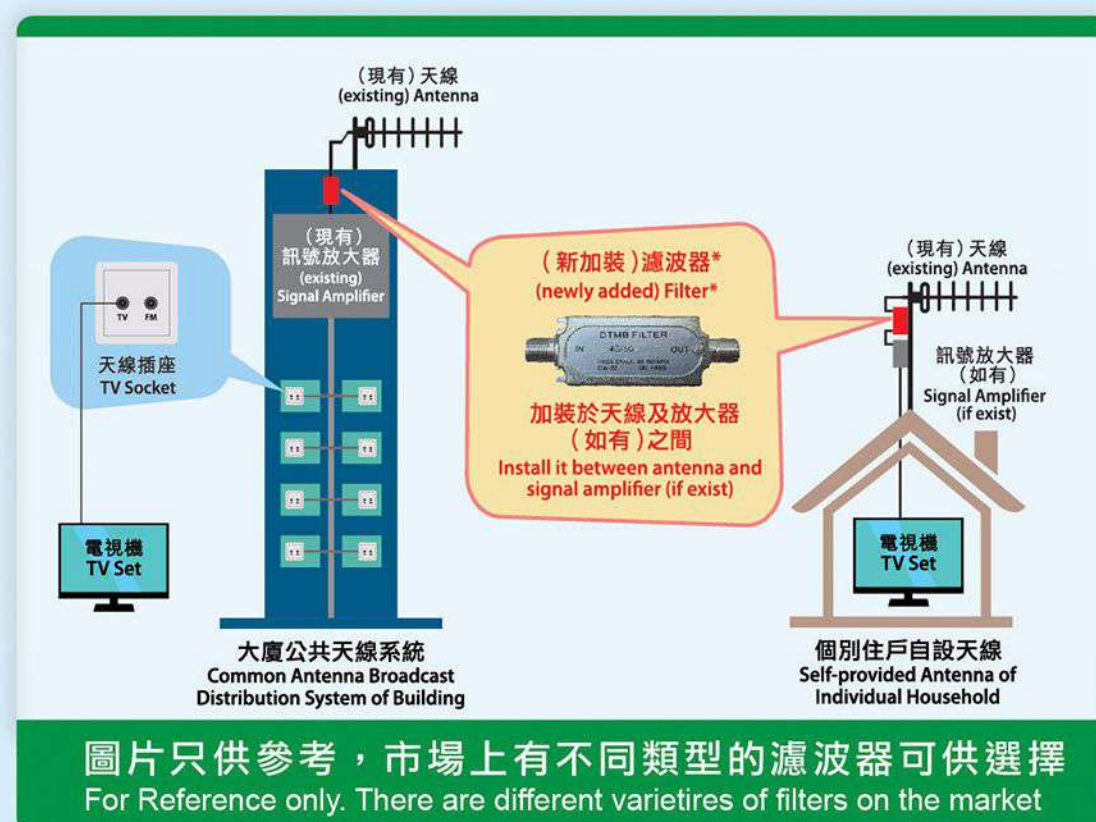 (現有)天線
(existing) Antenna
(現有)
訊號放大器
(existing)
Signal Amplifier
TV FM
天線插座
TV Socket
電視機
TV Set
大廈公共天線系統
Common Antenna Broadcast
Distribution System of Building
(新加裝)濾波器*
(newly added) Filter*
DTMB FILTER
IN 4G/5G OUT
加裝於天線及放大器
(如有)之間
Install it between antenna and
signal amplifier (if exist)
(現有)天線
(existing) Antenna
訊號放大器
(如有)
Signal Amplifier
(if exist)
電視機
TV Set
個別住戶自設天線
Self-provided Antenna of
Individual Household
圖片只供參考，市場上有不同類型的濾波器可供選擇
For Reference only. There are different varietires of filters on the market